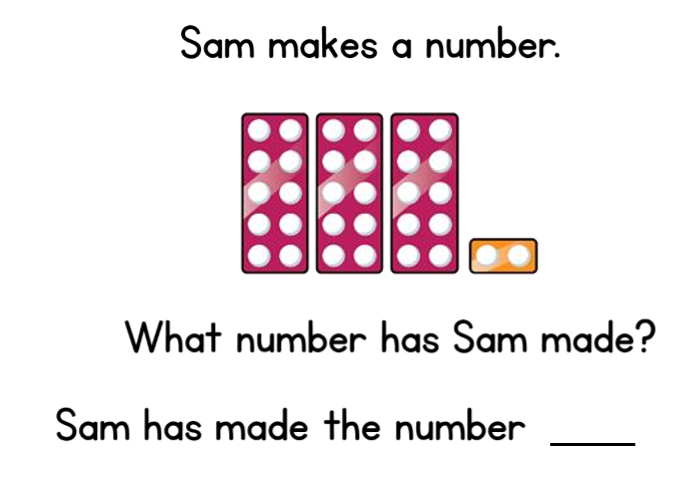 Sam makes a number.
What number has Sam made?
Sam has made the number ____